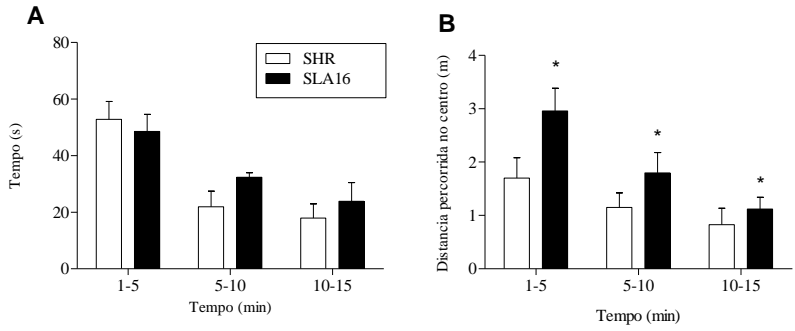 A
SHR
SLA16
Tempo (s)
80
60
40
20
0
1-5
5-10
10-15
Tempo (min)
B
Distancia percorrida no centro (m)
4
3
2
1
0
*
*
*
1-5
5-10
10-15
Tempo (min)